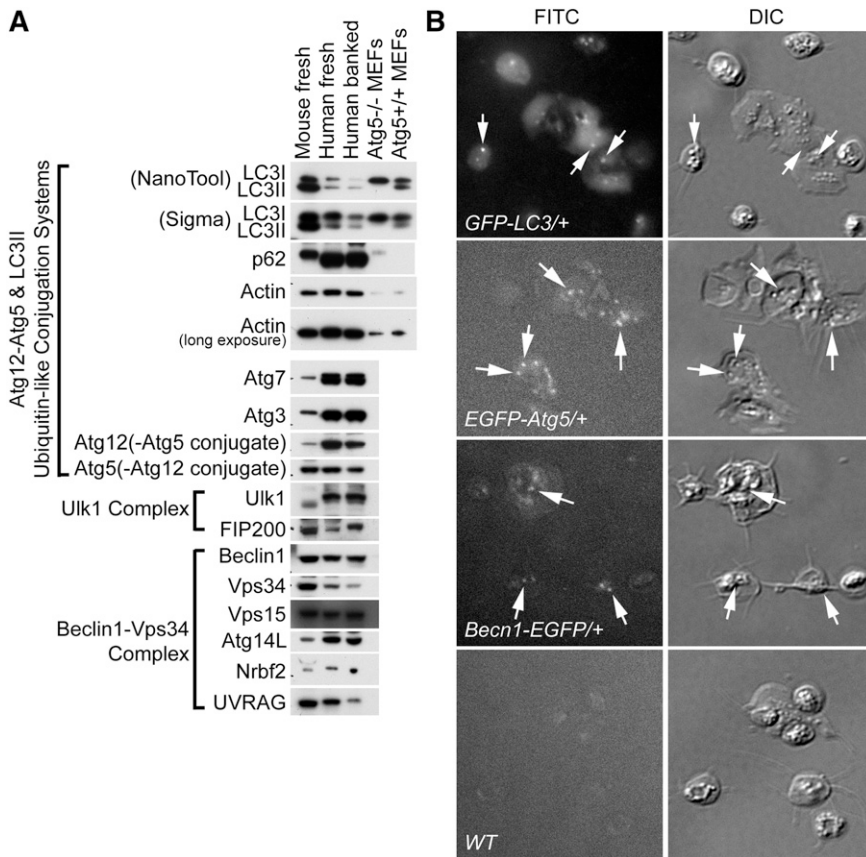 A
Mouse fresh
Human fresh
Human banked
Atg5-/- MEFs
Atg5+/+ MEFs
Atg12-Atg5 & LC3II
Ubiquitin-like Conjugation Systems
(NanoTool) LC3I
LC3II
(Sigma) LC3I
LC3II
p62
Actin
Actin
(long exposure)
Atg7
Atg3
Atg12(-Atg5 conjugate)
Atg5(-Atg12 conjugate)
Ulk1 Complex
Ulk1
FIP200
Beclin1-Vps34
Complex
Beclin1
Vps34
Vps15
Atg14L
Nrbf2
UVRAG
B
FITC
DIC
GFP-LC3/+
EGFP-Atg5/+
Becn1-EGFP/+
WT